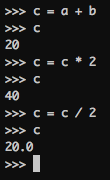 >>> c = a + b
>>> c
20
>>> c = c * 2
>>> c
40
>>> c = c / 2
>>> c
20.0
>>>